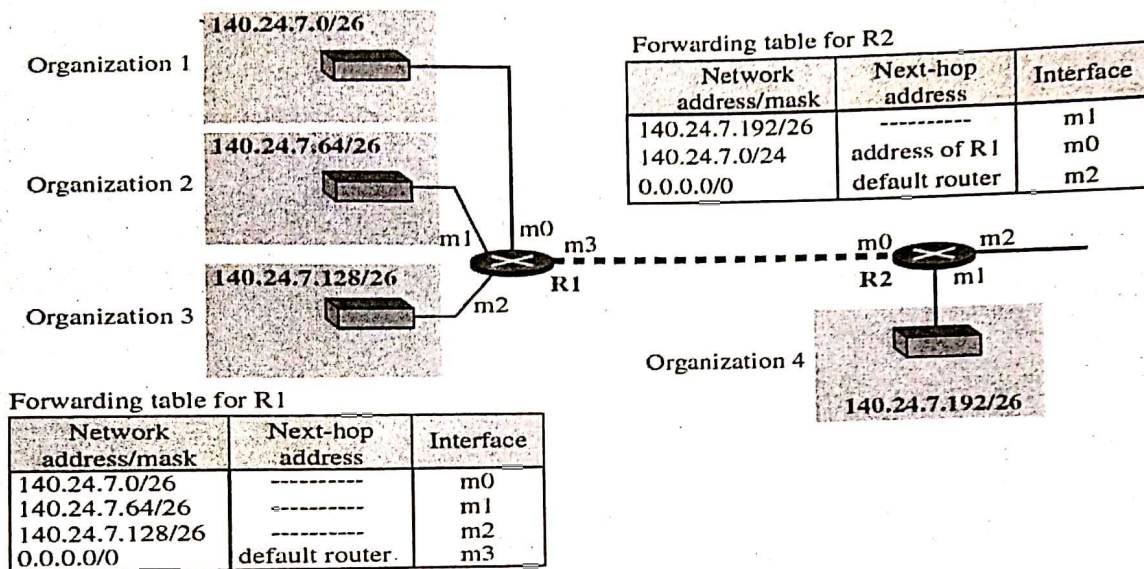 140.24.7.0/26
Organization 1
140.24.7.64/26
Organization 2
140.24.7.128/26
Organization 3
m0
m1
m2
m3
R1
m0
R2
m2
m1
Organization 4
140.24.7.192/26
Forwarding table for R2
Network address/mask Next-hop address Interface
140.24.7.192/26 ---------- m1
140.24.7.0/24 address of R1 m0
0.0.0.0/0 default router m2
Forwarding table for R1
Network address/mask Next-hop address Interface
140.24.7.0/26 ---------- m0
140.24.7.64/26 ---------- m1
140.24.7.128/26 ---------- m2
0.0.0.0/0 default router m3